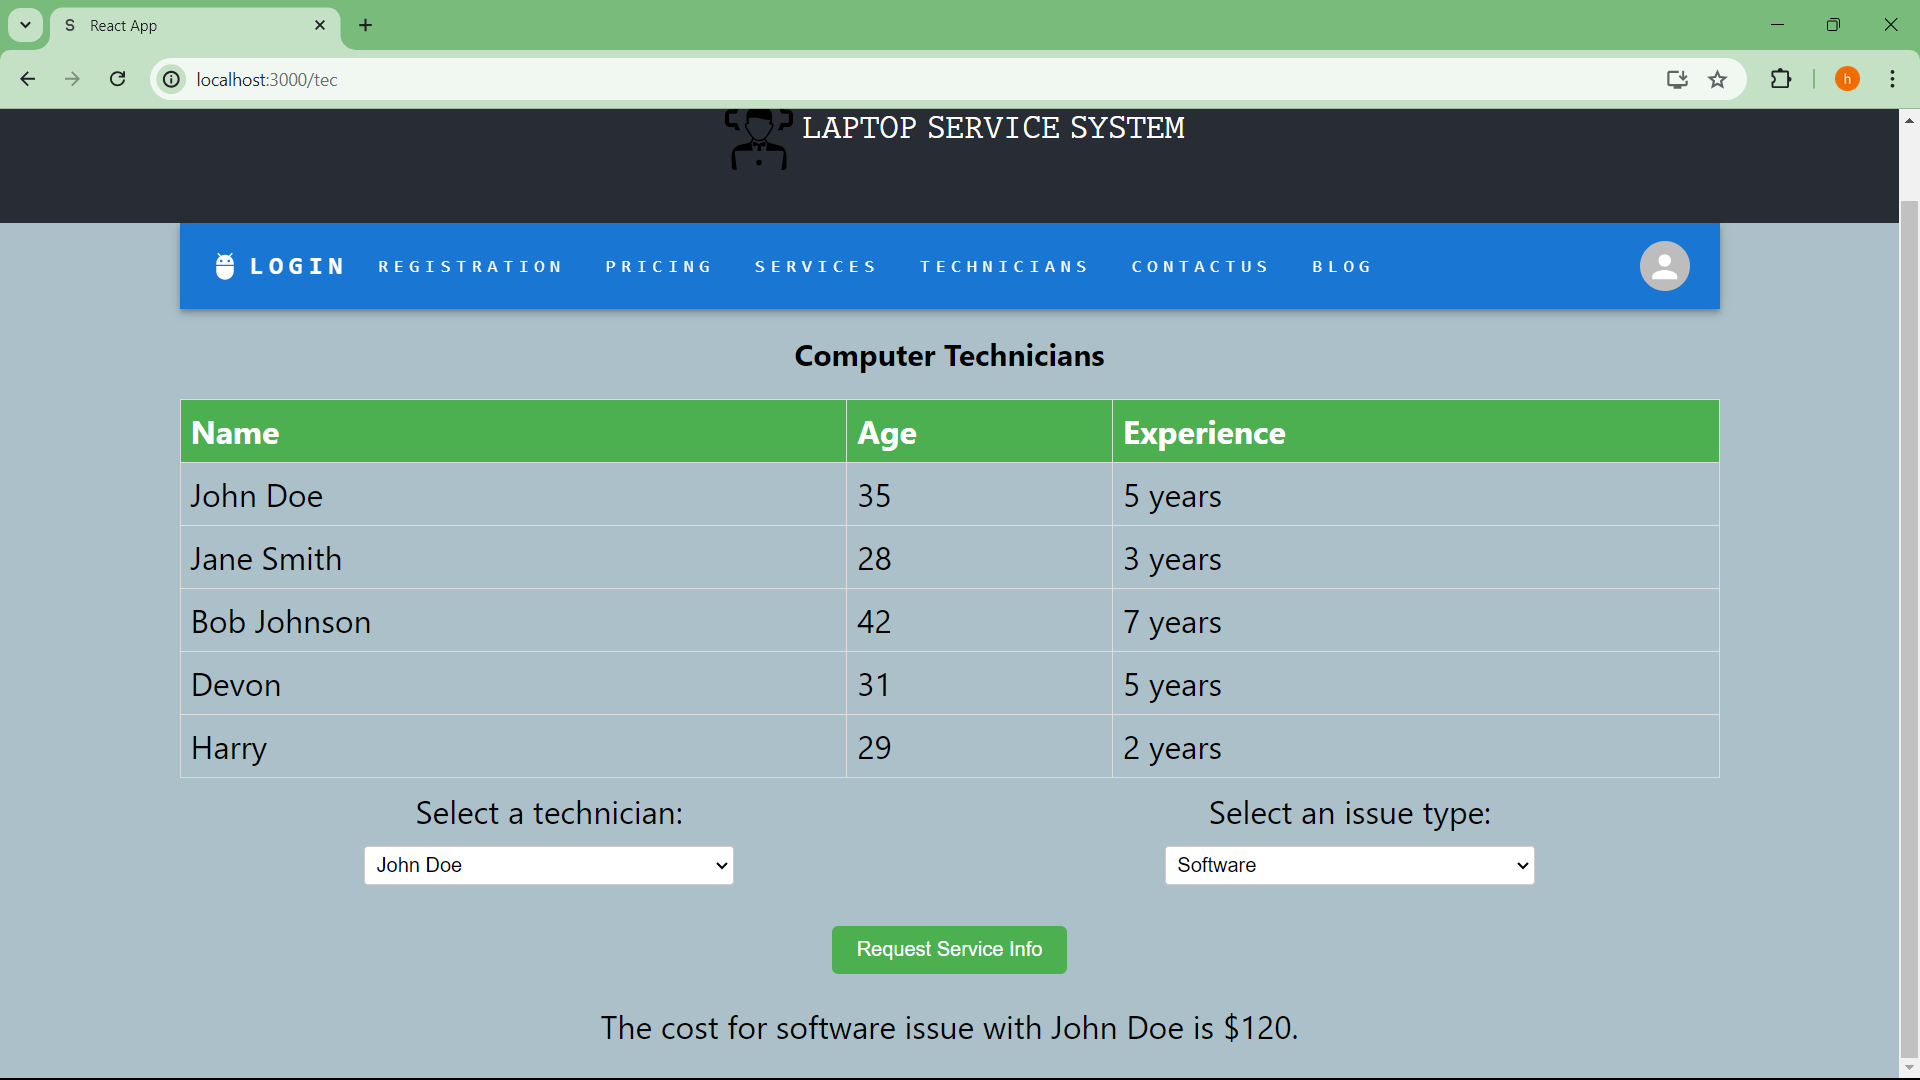 S React App
localhost:3000/tec
h
LAPTOP SERVICE SYSTEM
LOGIN REGISTRATION PRICING SERVICES TECHNICIANS CONTACTUS BLOG
Computer Technicians
Name Age Experience
John Doe 35 5 years
Jane Smith 28 3 years
Bob Johnson 42 7 years
Devon 31 5 years
Harry 29 2 years
Select a technician: Select an issue type:
John Doe Software
Request Service Info
The cost for software issue with John Doe is $120.